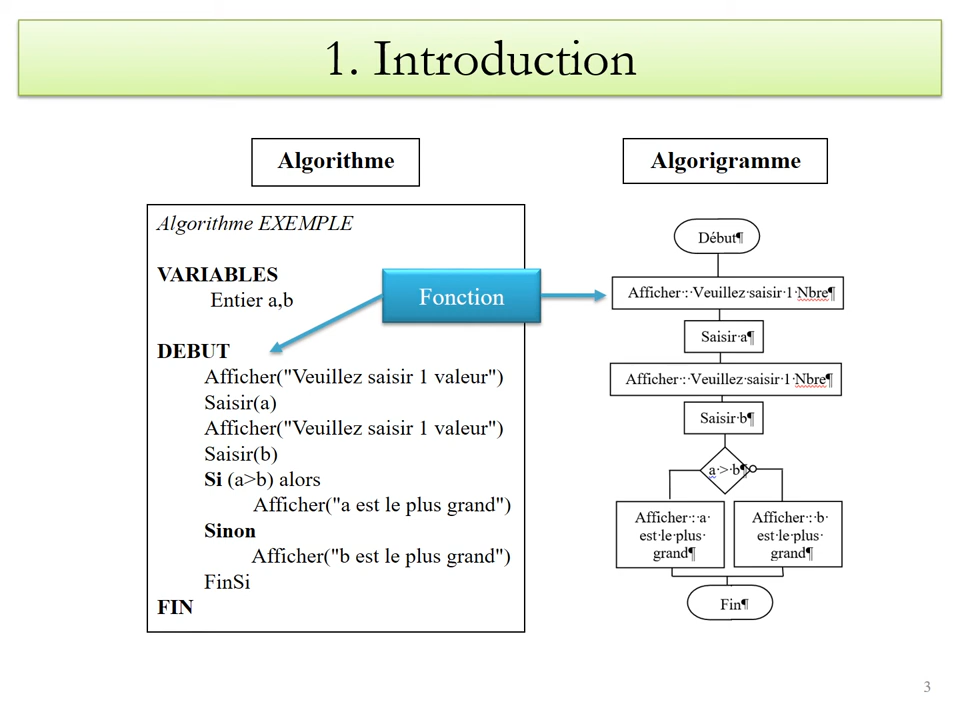 1. Introduction
Algorithme
Algorithme EXEMPLE
VARIABLES
Entier a,b
DEBUT
Afficher("Veuillez saisir 1 valeur")
Saisir(a)
Afficher("Veuillez saisir 1 valeur")
Saisir(b)
Si (a>b) alors
Afficher("a est le plus grand")
Sinon
Afficher("b est le plus grand")
FinSi
FIN
Fonction
Algorigramme
Début¶
Afficher·:·Veuillez·saisir·1·Nbre¶
Saisir·a¶
Afficher·:·Veuillez·saisir·1·Nbre¶
Saisir·b¶
a·>·b¶
Afficher·:·a·
est·le·plus·
grand¶
Afficher·:·b·
est·le·plus·
grand¶
Fin¶
3